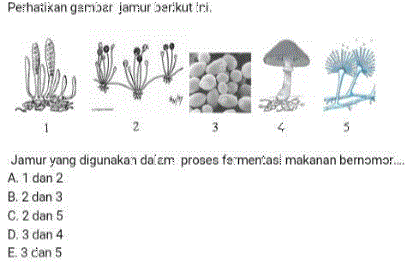 Perhatikan gambar jamur berikut ini.
1 2 3 4 5
Jamur yang digunakan dalam proses fermentasi makanan bernomor....
A. 1 dan 2
B. 2 dan 3
C. 2 dan 5
D. 3 dan 4
E. 3 dan 5